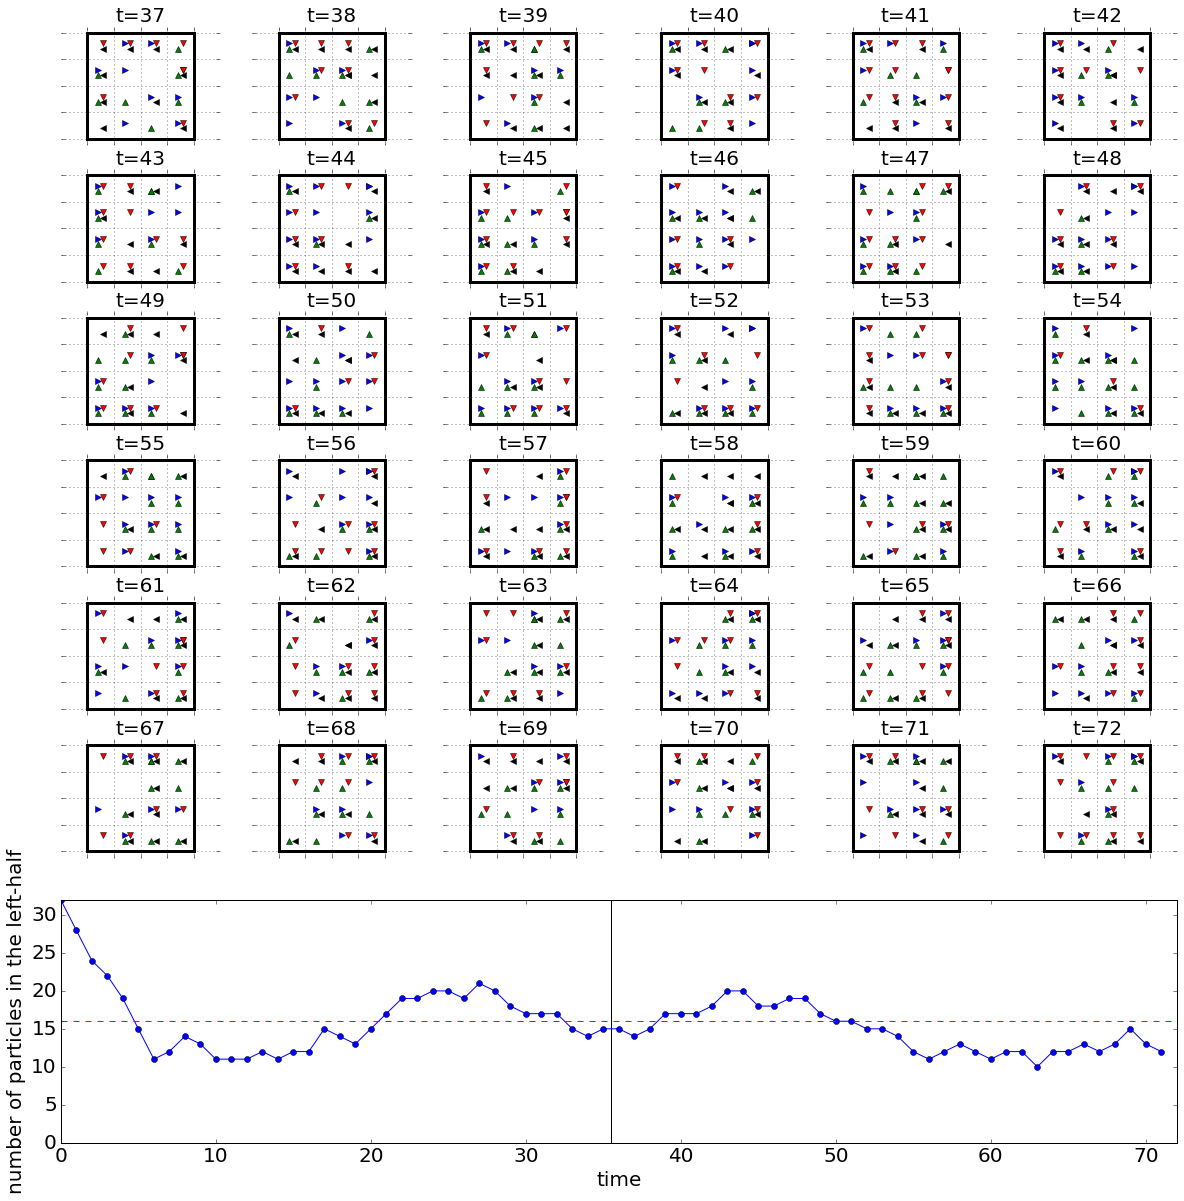 t=37 t=38 t=39 t=40 t=41 t=42
t=43 t=44 t=45 t=46 t=47 t=48
t=49 t=50 t=51 t=52 t=53 t=54
t=55 t=56 t=57 t=58 t=59 t=60
t=61 t=62 t=63 t=64 t=65 t=66
t=67 t=68 t=69 t=70 t=71 t=72
number of particles in the left-half
30
25
20
15
10
5
0
0 10 20 30 40 50 60 70
time